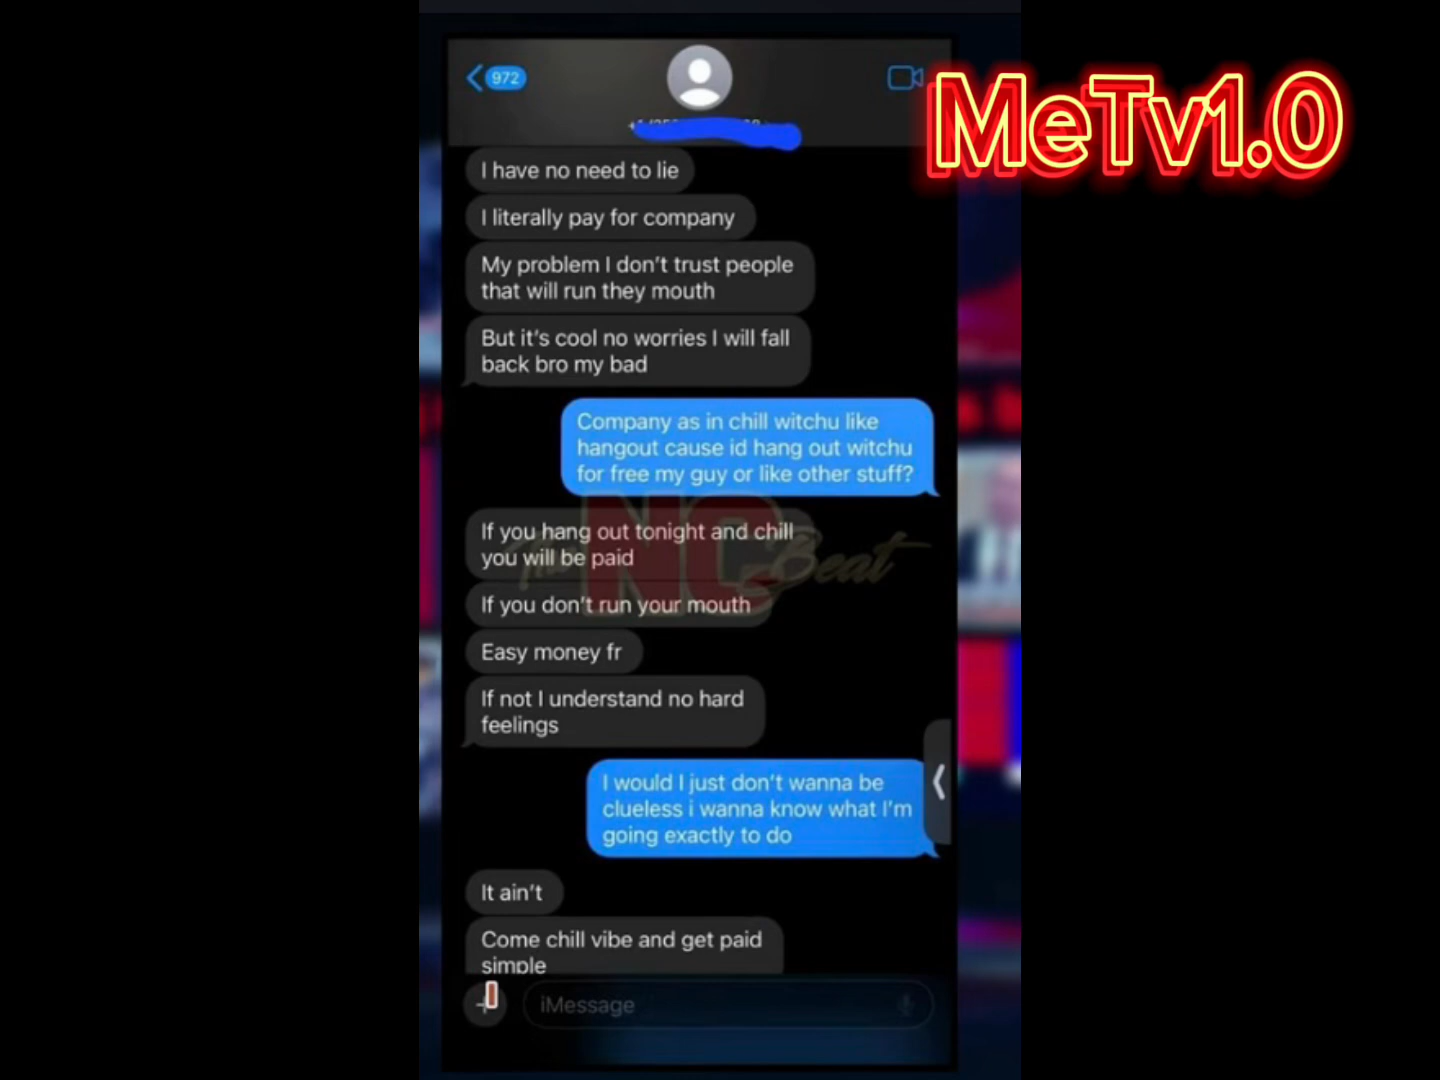 972
MeTv1.0
I have no need to lie
I literally pay for company
My problem I don't trust people
that will run they mouth
But it's cool no worries I will fall
back bro my bad
Company as in chill witchu like
hangout cause id hang out witchu
for free my guy or like other stuff?
If you hang out tonight and chill
you will be paid
The NC Beat
If you don't run your mouth
Easy money fr
If not I understand no hard
feelings
I would I just don't wanna be
clueless i wanna know what I'm
going exactly to do
It ain't
Come chill vibe and get paid
simple
iMessage